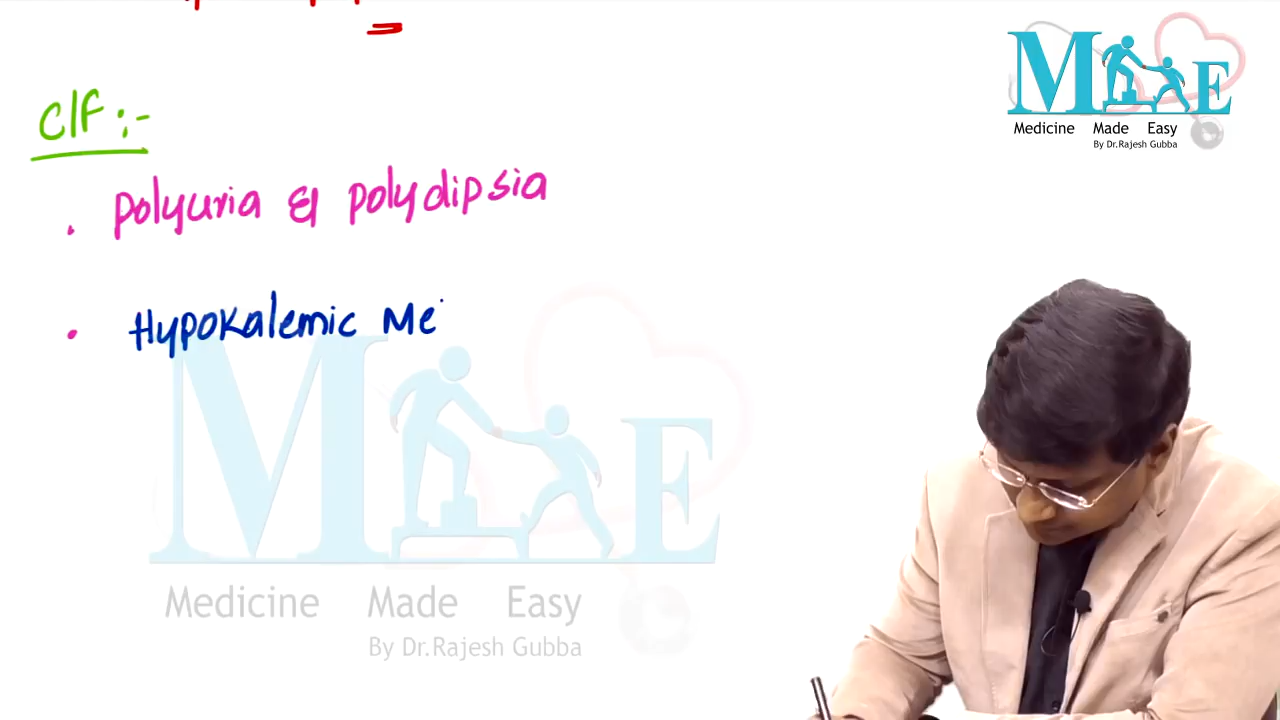 M E
Medicine Made Easy
By Dr.Rajesh Gubba
C/F :-
. Polyuria & polydipsia
. Hypokalemic Me
M E
Medicine Made Easy
By Dr.Rajesh Gubba